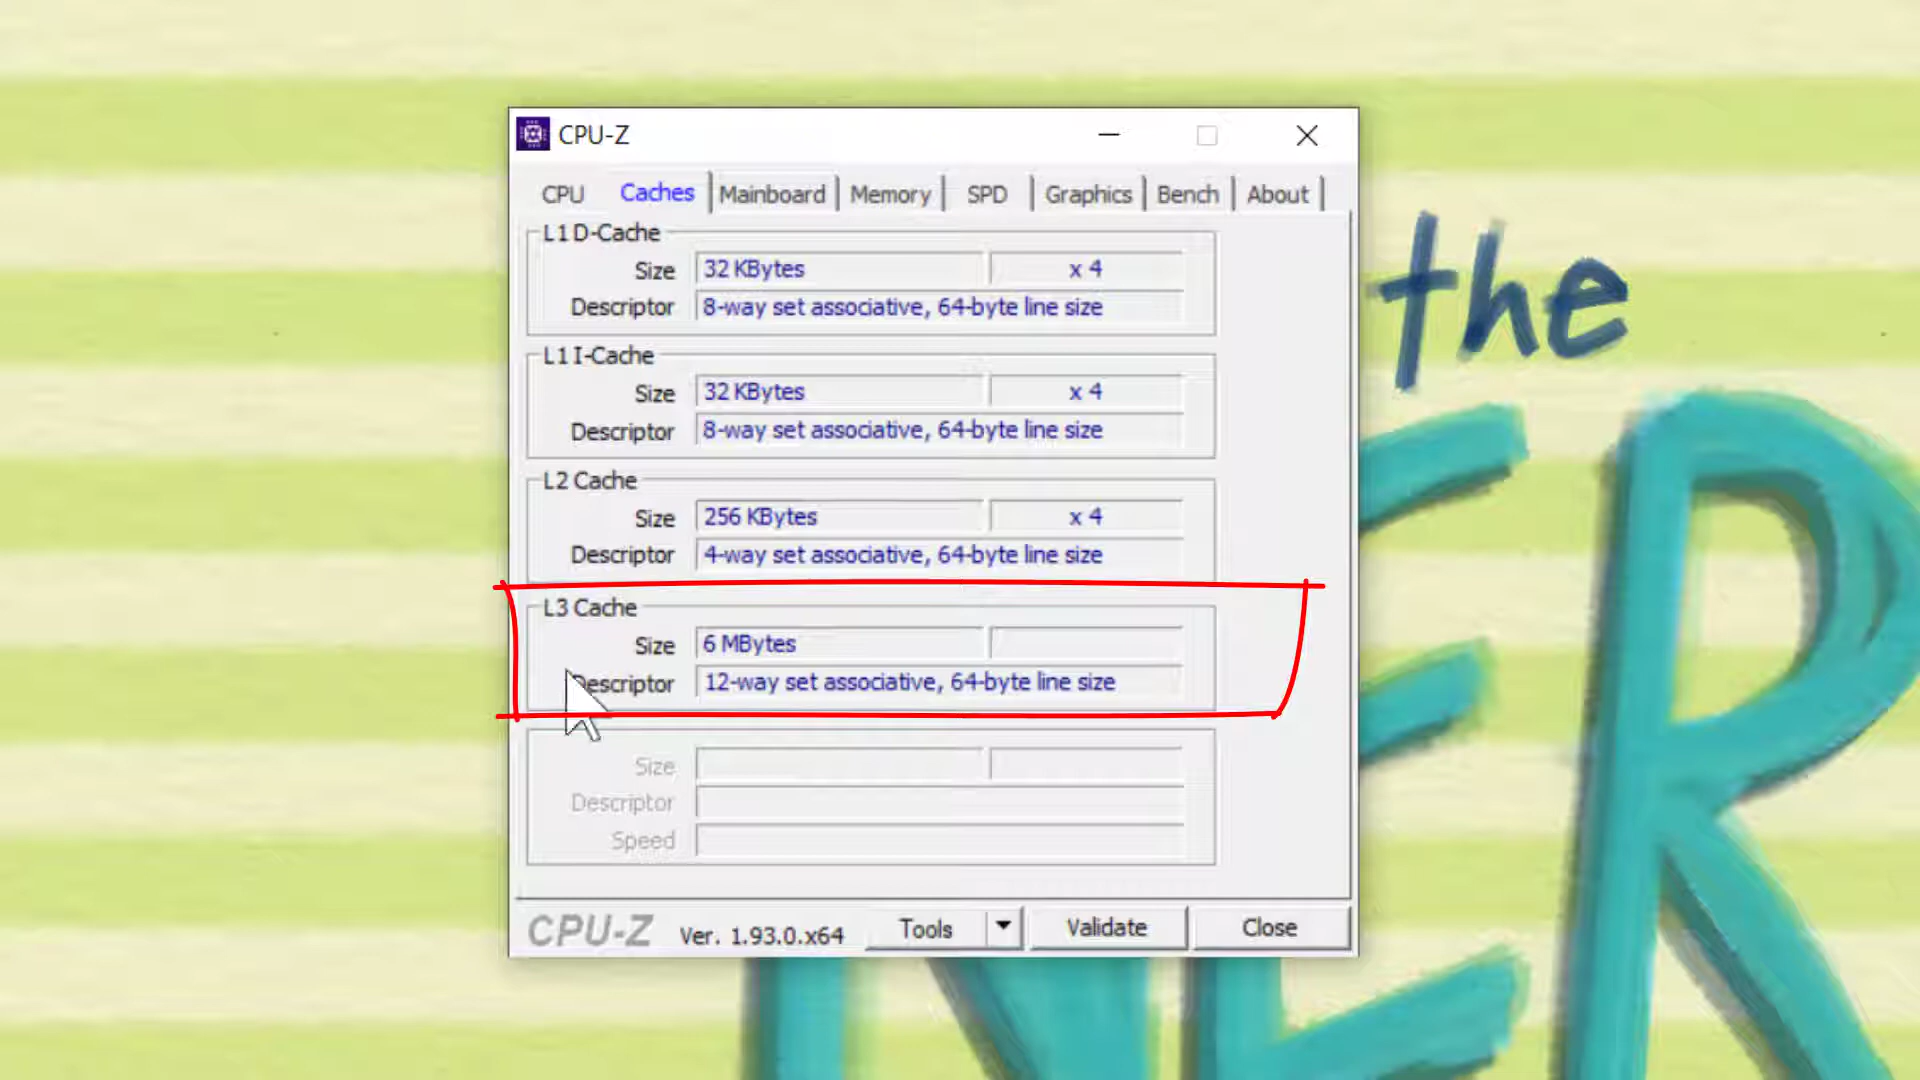 CPU-Z
CPU Caches Mainboard Memory SPD Graphics Bench About
L1 D-Cache
Size 32 KBytes x 4
Descriptor 8-way set associative, 64-byte line size
L1 I-Cache
Size 32 KBytes x 4
Descriptor 8-way set associative, 64-byte line size
L2 Cache
Size 256 KBytes x 4
Descriptor 4-way set associative, 64-byte line size
L3 Cache
Size 6 MBytes
Descriptor 12-way set associative, 64-byte line size
Size
Descriptor
Speed
CPU-Z Ver. 1.93.0.x64 Tools Validate Close
the